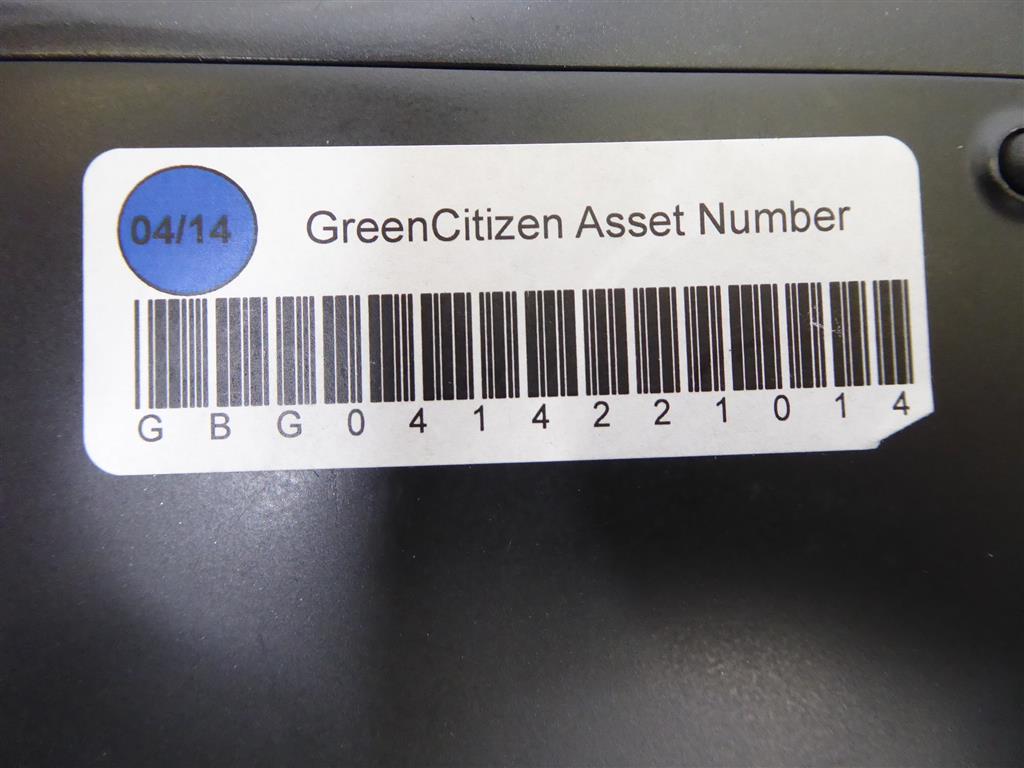 04/14 GreenCitizen Asset Number
GBG0414221014